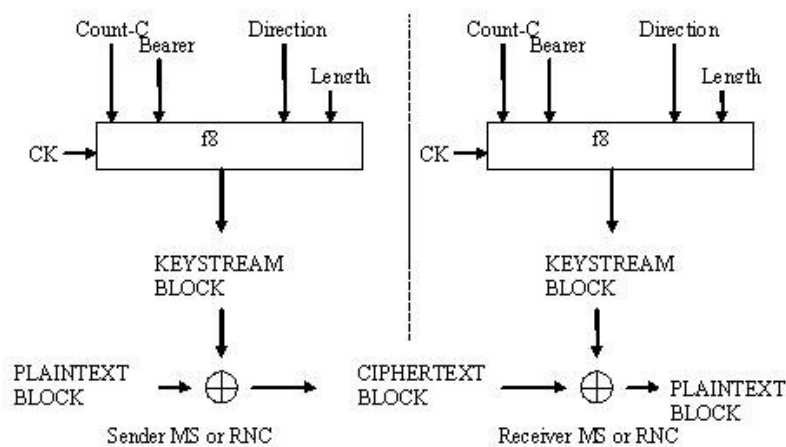 Count-C Direction
Bearer
Length
f8
CK
KEYSTREAM
BLOCK
PLAINTEXT
BLOCK
Sender MS or RNC
Count-C Direction
Bearer
Length
f8
CK
KEYSTREAM
BLOCK
CIPHERTEXT
BLOCK
PLAINTEXT
BLOCK
Receiver MS or RNC